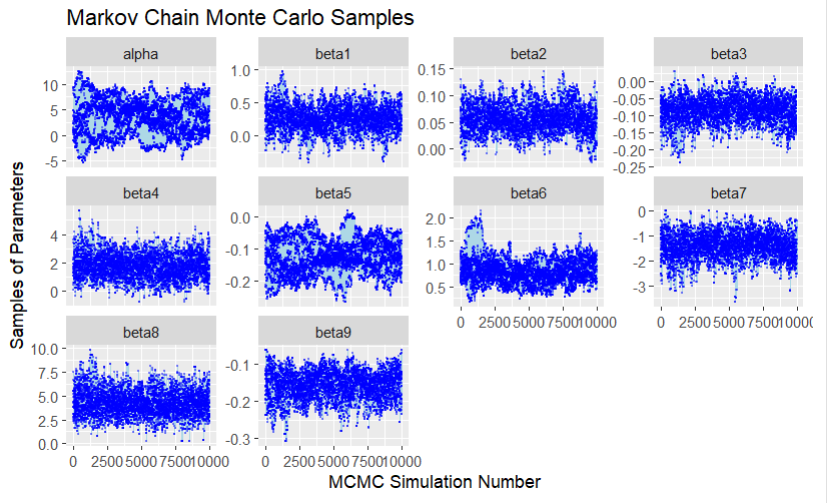 Markov Chain Monte Carlo Samples
alpha beta1 beta2 beta3
10 5 0 -5
1.0 0.5 0.0
0.15 0.10 0.05 0.00
0.00 -0.05 -0.10 -0.15 -0.20 -0.25
beta4 beta5 beta6 beta7
4 2 0
0.0 -0.1 -0.2
2.0 1.5 1.0 0.5
0 -1 -2 -3
0 2500 5000 7500 10000
0 2500 5000 7500 10000
beta8 beta9
10.0 7.5 5.0 2.5 0.0
-0.1 -0.2 -0.3
0 2500 5000 7500 10000
0 2500 5000 7500 10000
MCMC Simulation Number
Samples of Parameters